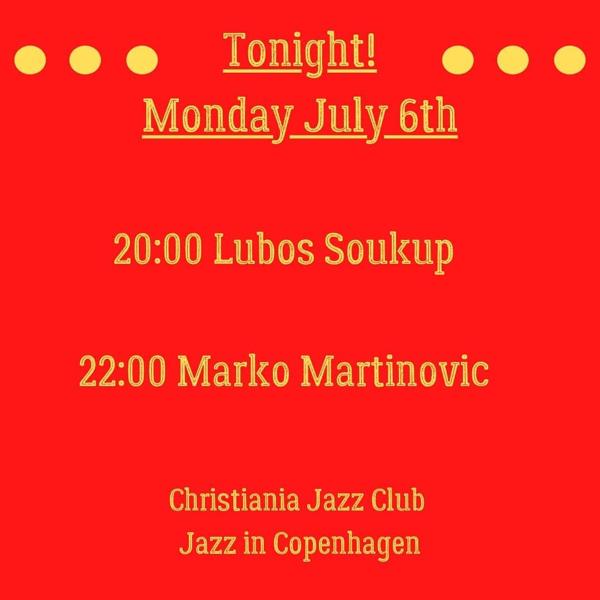 Tonight!
Monday July 6th
20:00 Lubos Soukup
22:00 Marko Martinovic
Christiania Jazz Club
Jazz in Copenhagen